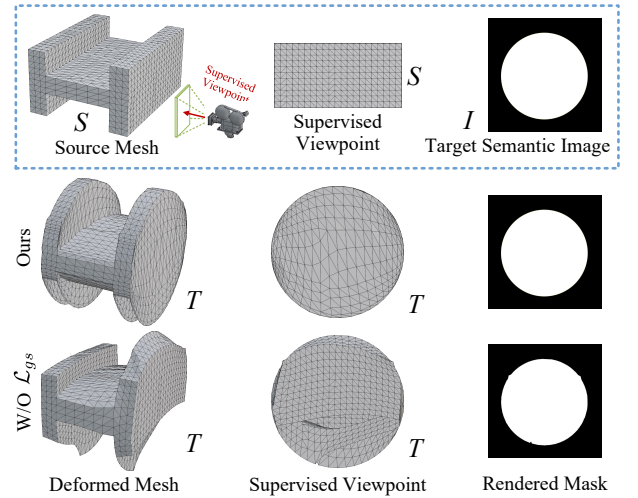 Supervised
Viewpoint
S
Source Mesh
S
Supervised
Viewpoint
I
Target Semantic Image
Ours
T
T
W/O ℒgs
T
T
Deformed Mesh
Supervised Viewpoint
Rendered Mask